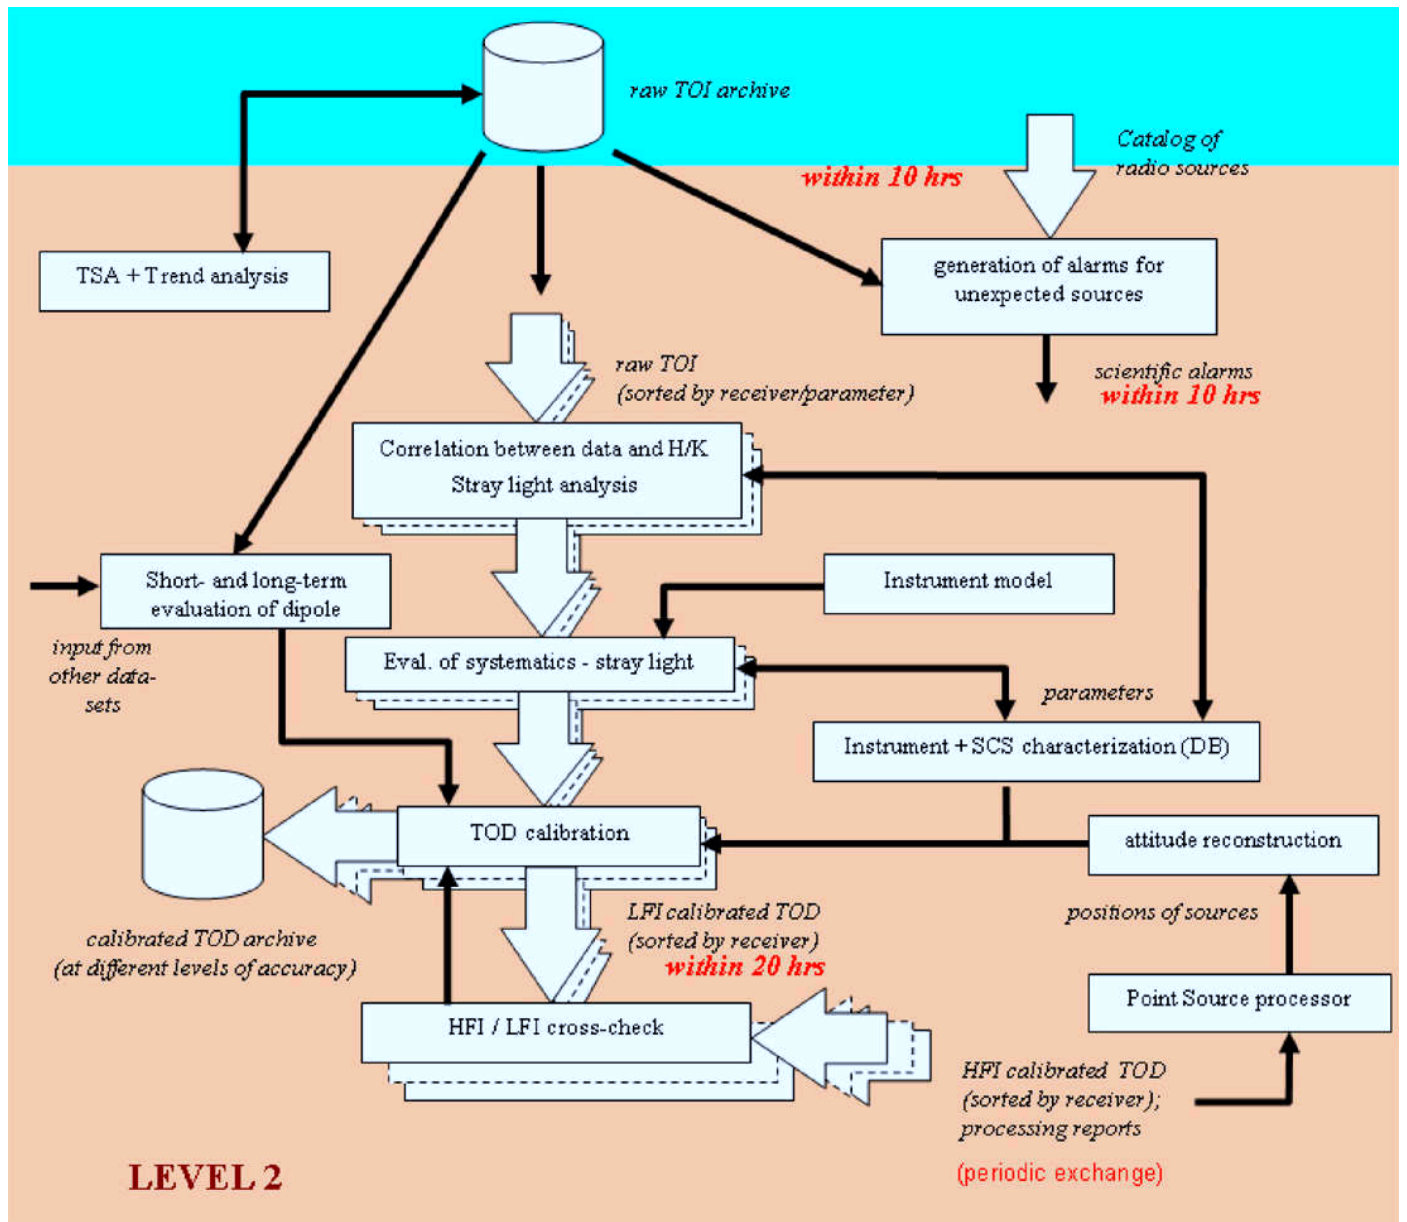 raw TOI archive
Catalog of
radio sources
within 10 hrs
TSA + Trend analysis
generation of alarms for
unexpected sources
raw TOI
(sorted by receiver/parameter)
scientific alarms
within 10 hrs
Correlation between data and H/K
Stray light analysis
Short- and long-term
evaluation of dipole
Instrument model
input from
other data-
sets
Eval. of systematics - stray light
parameters
Instrument + SCS characterization (DB)
TOD calibration
attitude reconstruction
calibrated TOD archive
(at different levels of accuracy)
LFI calibrated TOD
(sorted by receiver)
within 20 hrs
positions of sources
Point Source processor
HFI / LFI cross-check
HFI calibrated TOD
(sorted by receiver);
processing reports
(periodic exchange)
LEVEL 2